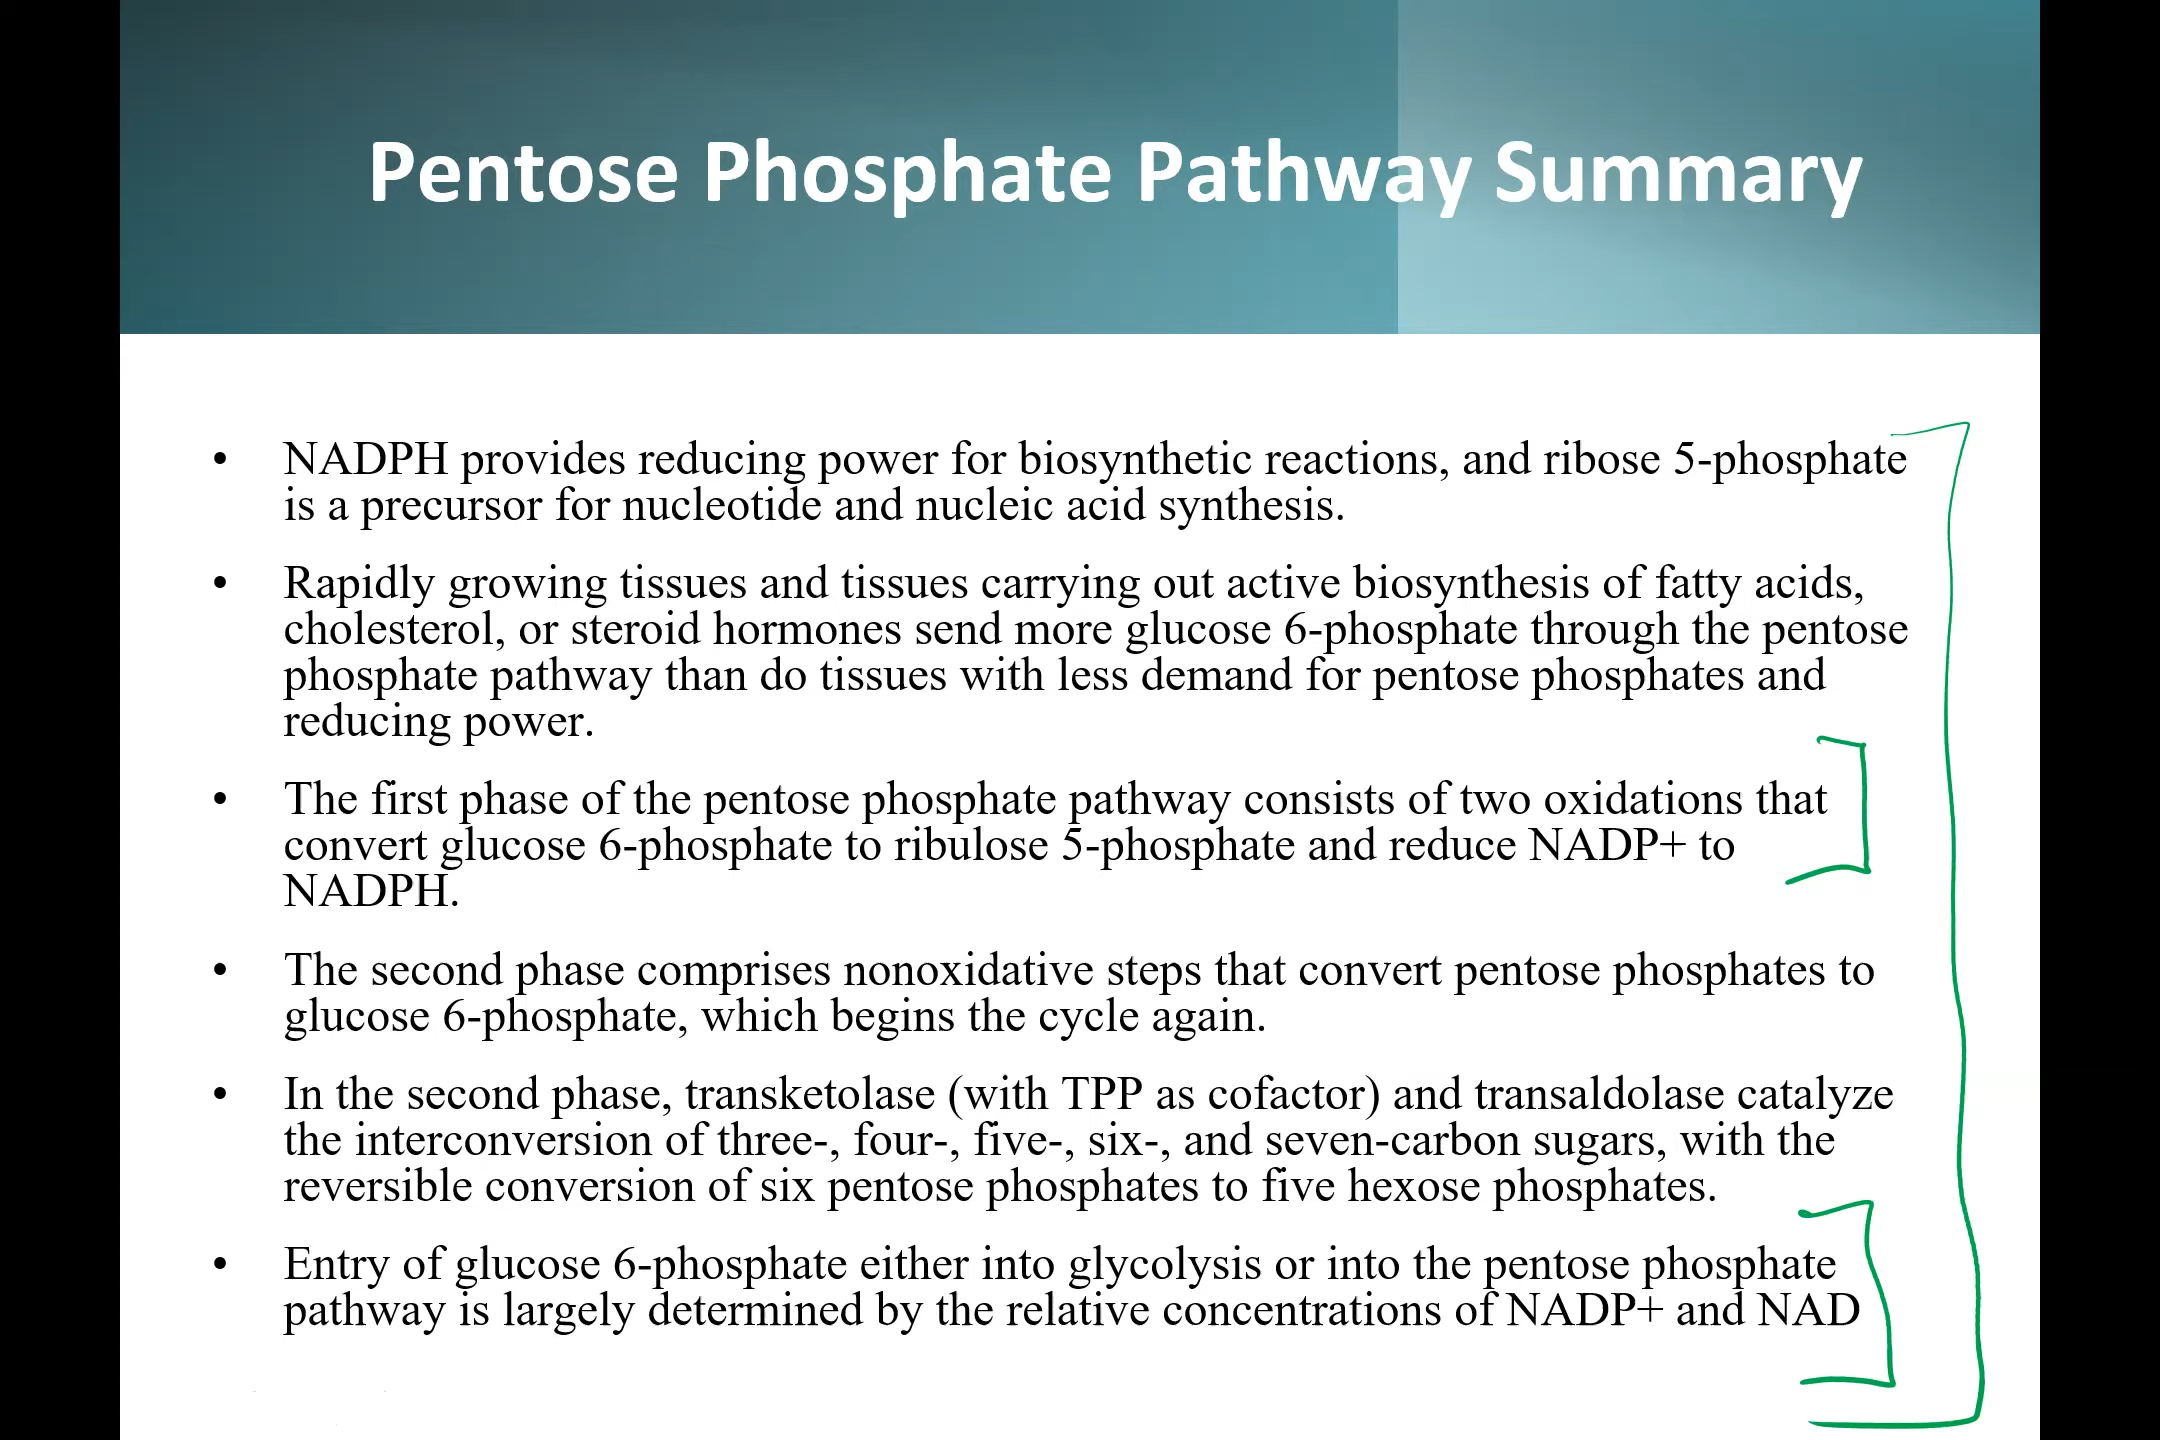 Pentose Phosphate Pathway Summary
• NADPH provides reducing power for biosynthetic reactions, and ribose 5-phosphate
is a precursor for nucleotide and nucleic acid synthesis.
• Rapidly growing tissues and tissues carrying out active biosynthesis of fatty acids,
cholesterol, or steroid hormones send more glucose 6-phosphate through the pentose
phosphate pathway than do tissues with less demand for pentose phosphates and
reducing power.
• The first phase of the pentose phosphate pathway consists of two oxidations that
convert glucose 6-phosphate to ribulose 5-phosphate and reduce NADP+ to
NADPH.
• The second phase comprises nonoxidative steps that convert pentose phosphates to
glucose 6-phosphate, which begins the cycle again.
• In the second phase, transketolase (with TPP as cofactor) and transaldolase catalyze
the interconversion of three-, four-, five-, six-, and seven-carbon sugars, with the
reversible conversion of six pentose phosphates to five hexose phosphates.
• Entry of glucose 6-phosphate either into glycolysis or into the pentose phosphate
pathway is largely determined by the relative concentrations of NADP+ and NAD